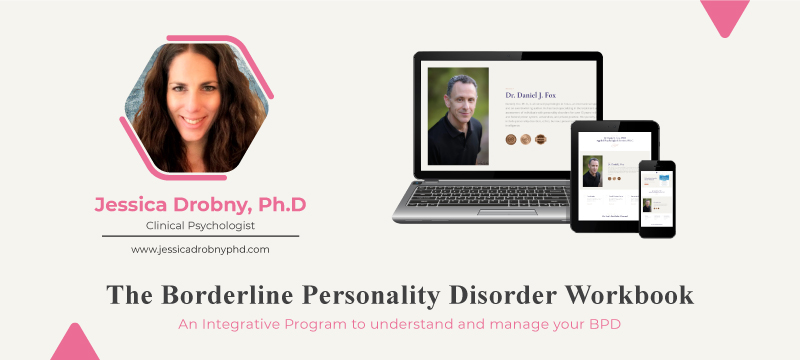 Jessica Drobny, Ph.D
Clinical Psychologist
www.jessicadrobnyphd.com
Dr. Daniel J. Fox
The Borderline Personality Disorder Workbook
An Integrative Program to understand and manage your BPD